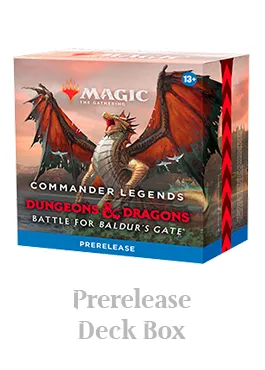 MAGIC
THE GATHERING
13+
COMMANDER LEGENDS
DUNGEONS & DRAGONS
BATTLE FOR BALDUR'S GATE®
PRERELEASE
Prerelease
Deck Box